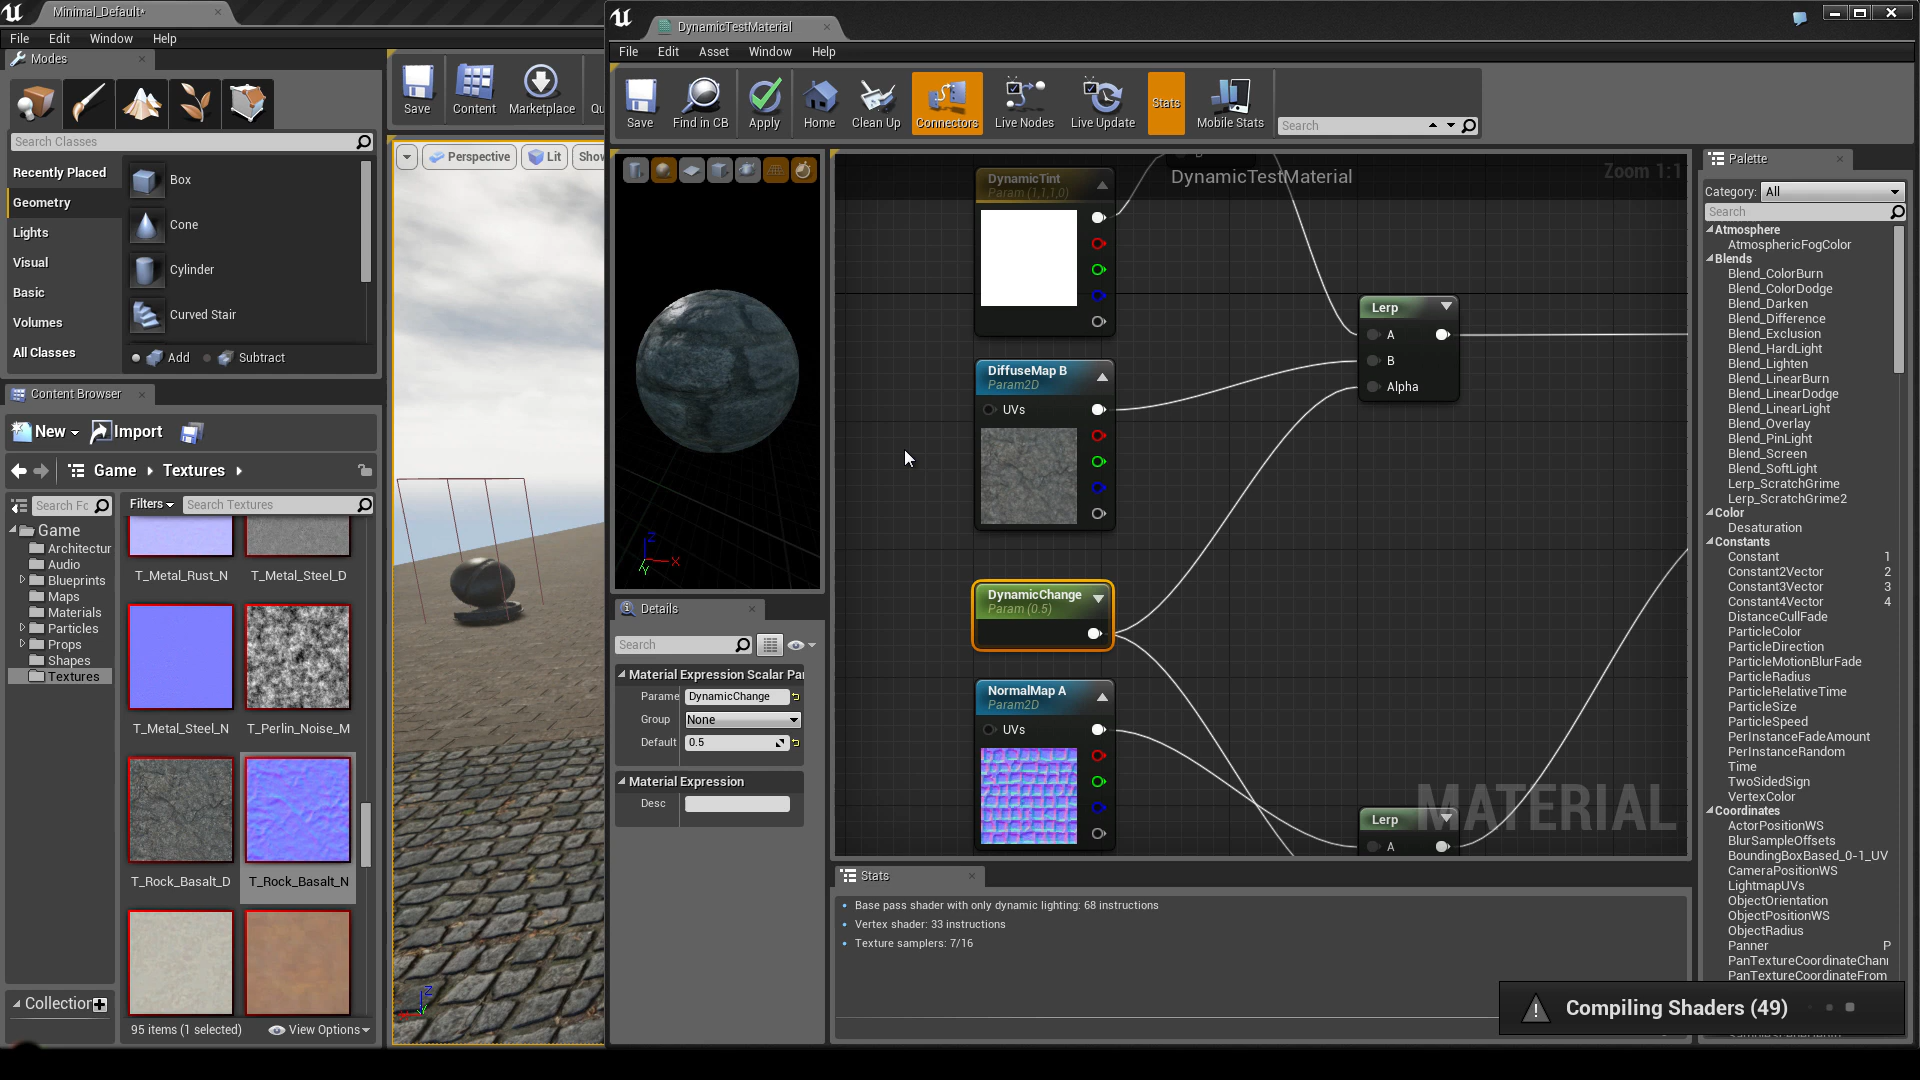 Minimal_Default*
File Edit Window Help
Modes
Search Classes
Recently Placed
Geometry
Lights
Visual
Basic
Volumes
All Classes
Box
Cone
Cylinder
Curved Stair
Add Subtract
Content Browser
New Import
Game Textures
Search Fo
Filters Search Textures
Game
Architectur
Audio
Blueprints
Maps
Materials
Particles
Props
Shapes
Textures
T_Metal_Rust_N T_Metal_Steel_D
T_Metal_Steel_N T_Perlin_Noise_M
T_Rock_Basalt_D T_Rock_Basalt_N
Collection
95 items (1 selected) View Options
Save Content Marketplace Qu
Perspective Lit Shov
Z
DynamicTestMaterial
File Edit Asset Window Help
Save Find in CB Apply Home Clean Up Connectors Live Nodes Live Update Stats Mobile Stats
Search
Z
X
Y
Details
Search
Material Expression Scalar Par
Parame DynamicChange
Group None
Default 0.5
Material Expression
Desc
DynamicTestMaterial
Zoom 1:1
DynamicTint
Param (1,1,1,0)
DiffuseMap B
Param2D
UVs
DynamicChange
Param (0.5)
NormalMap A
Param2D
UVs
Lerp
A
B
Alpha
Lerp
A
MATERIAL
Stats
Base pass shader with only dynamic lighting: 68 instructions
Vertex shader: 33 instructions
Texture samplers: 7/16
Palette
Category: All
Search
Atmosphere
AtmosphericFogColor
Blends
Blend_ColorBurn
Blend_ColorDodge
Blend_Darken
Blend_Difference
Blend_Exclusion
Blend_HardLight
Blend_Lighten
Blend_LinearBurn
Blend_LinearDodge
Blend_LinearLight
Blend_Overlay
Blend_PinLight
Blend_Screen
Blend_SoftLight
Lerp_ScratchGrime
Lerp_ScratchGrime2
Color
Desaturation
Constants
Constant 1
Constant2Vector 2
Constant3Vector 3
Constant4Vector 4
DistanceCullFade
ParticleColor
ParticleDirection
ParticleMotionBlurFade
ParticleRadius
ParticleRelativeTime
ParticleSize
ParticleSpeed
PerInstanceFadeAmount
PerInstanceRandom
Time
TwoSidedSign
VertexColor
Coordinates
ActorPositionWS
BlurSampleOffsets
BoundingBoxBased_0-1_UV
CameraPositionWS
LightmapUVs
ObjectOrientation
ObjectPositionWS
ObjectRadius
Panner P
PanTextureCoordinateChann
PanTextureCoordinateFrom
Compiling Shaders (49)